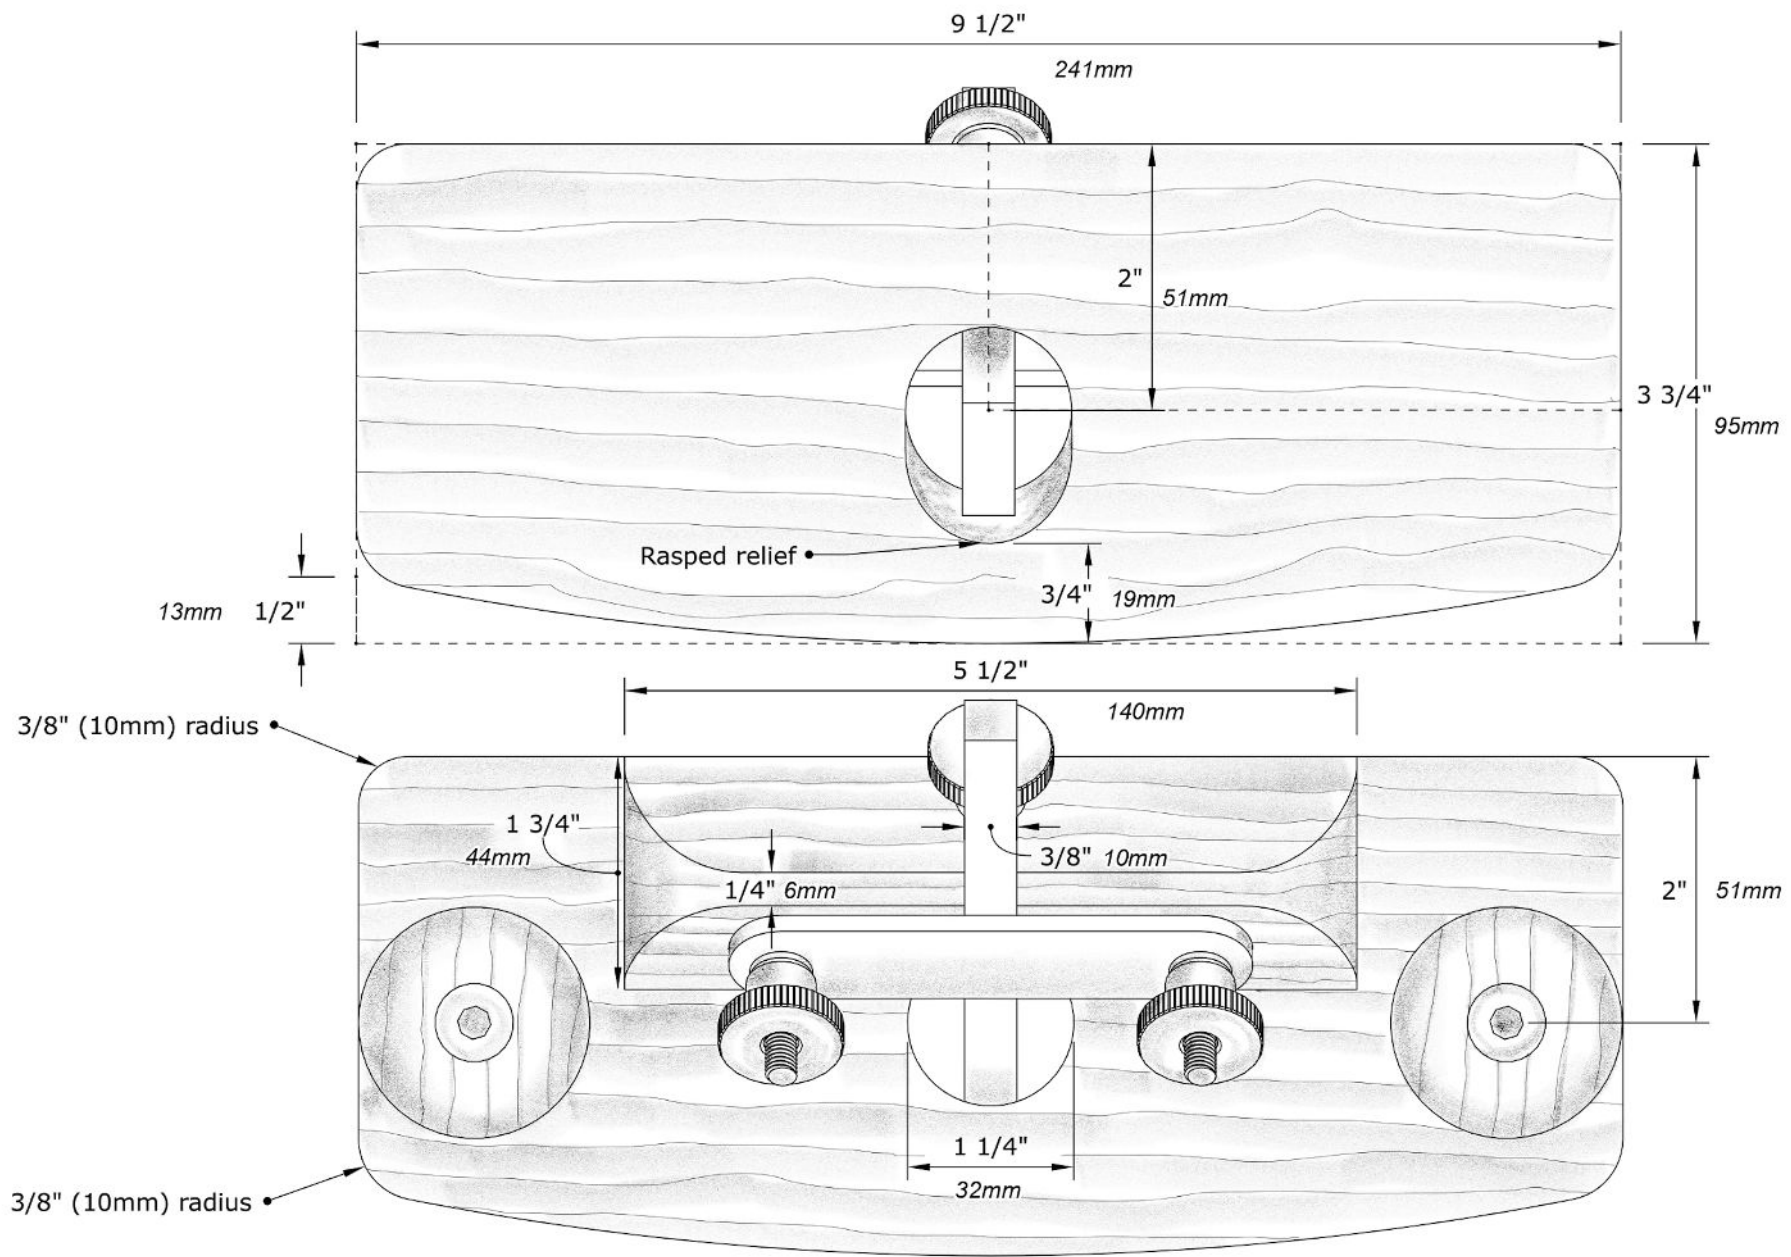 9 1/2"
241mm
2"
51mm
3 3/4"
95mm
Rasped relief
3/4" 19mm
13mm 1/2"
5 1/2"
140mm
3/8" (10mm) radius
1 3/4"
44mm
3/8" 10mm
1/4" 6mm
2" 51mm
1 1/4"
32mm
3/8" (10mm) radius